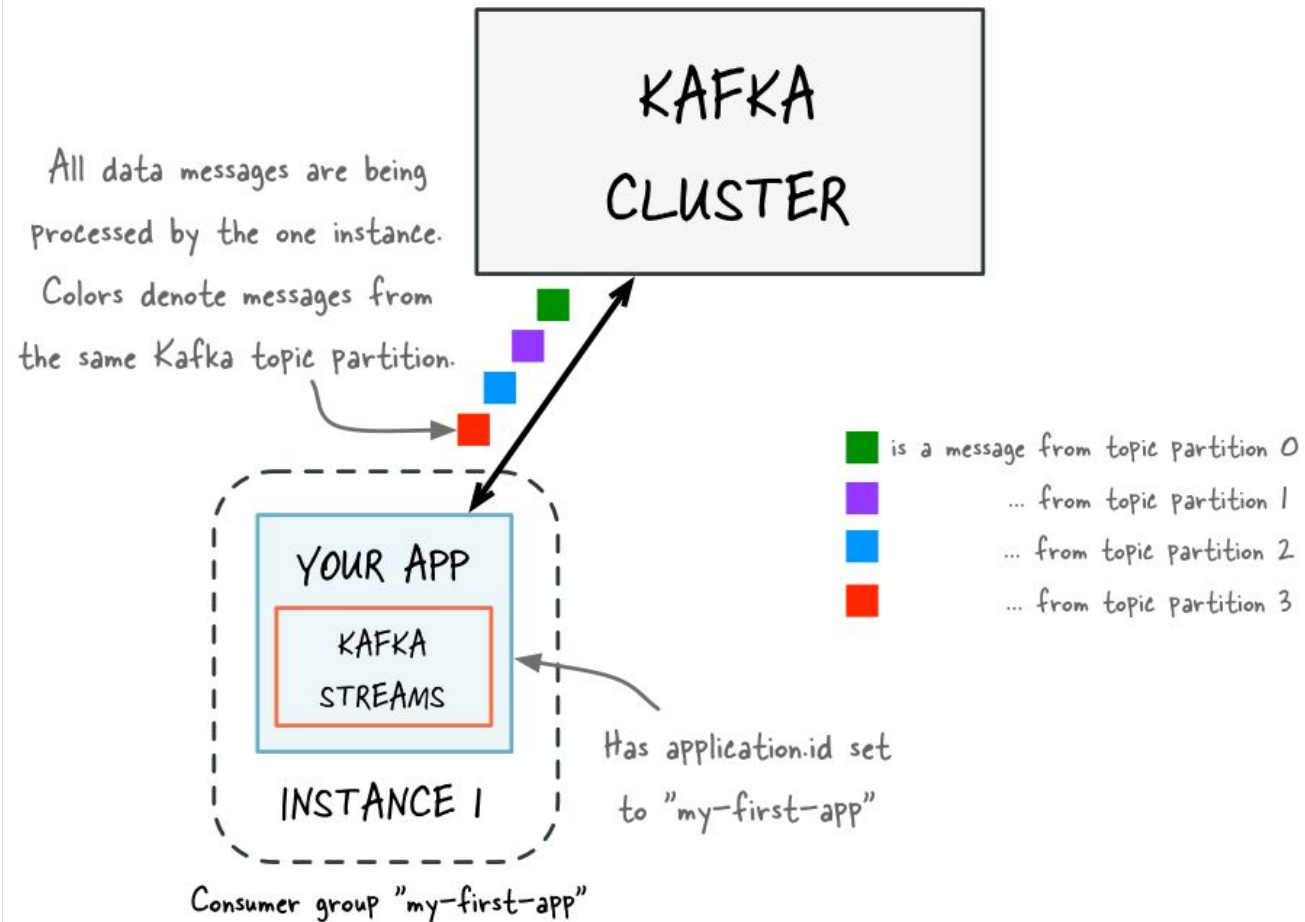 KAFKA
CLUSTER
All data messages are being
processed by the one instance.
Colors denote messages from
the same Kafka topic partition.
is a message from topic partition 0
... from topic partition 1
... from topic partition 2
... from topic partition 3
YOUR APP
KAFKA
STREAMS
INSTANCE 1
Has application.id set
to "my-first-app"
Consumer group "my-first-app"